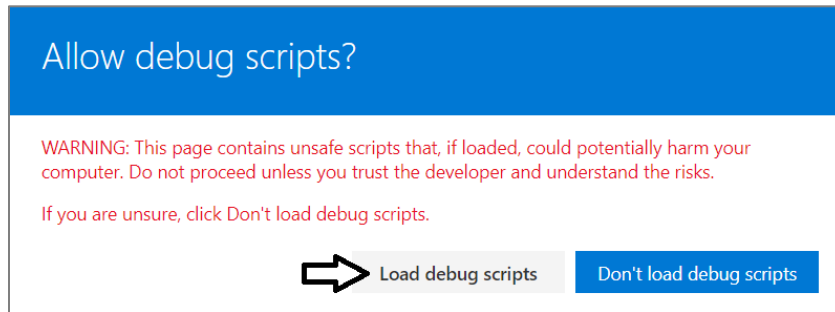 Allow debug scripts?
WARNING: This page contains unsafe scripts that, if loaded, could potentially harm your
computer. Do not proceed unless you trust the developer and understand the risks.
If you are unsure, click Don't load debug scripts.
Load debug scripts Don't load debug scripts